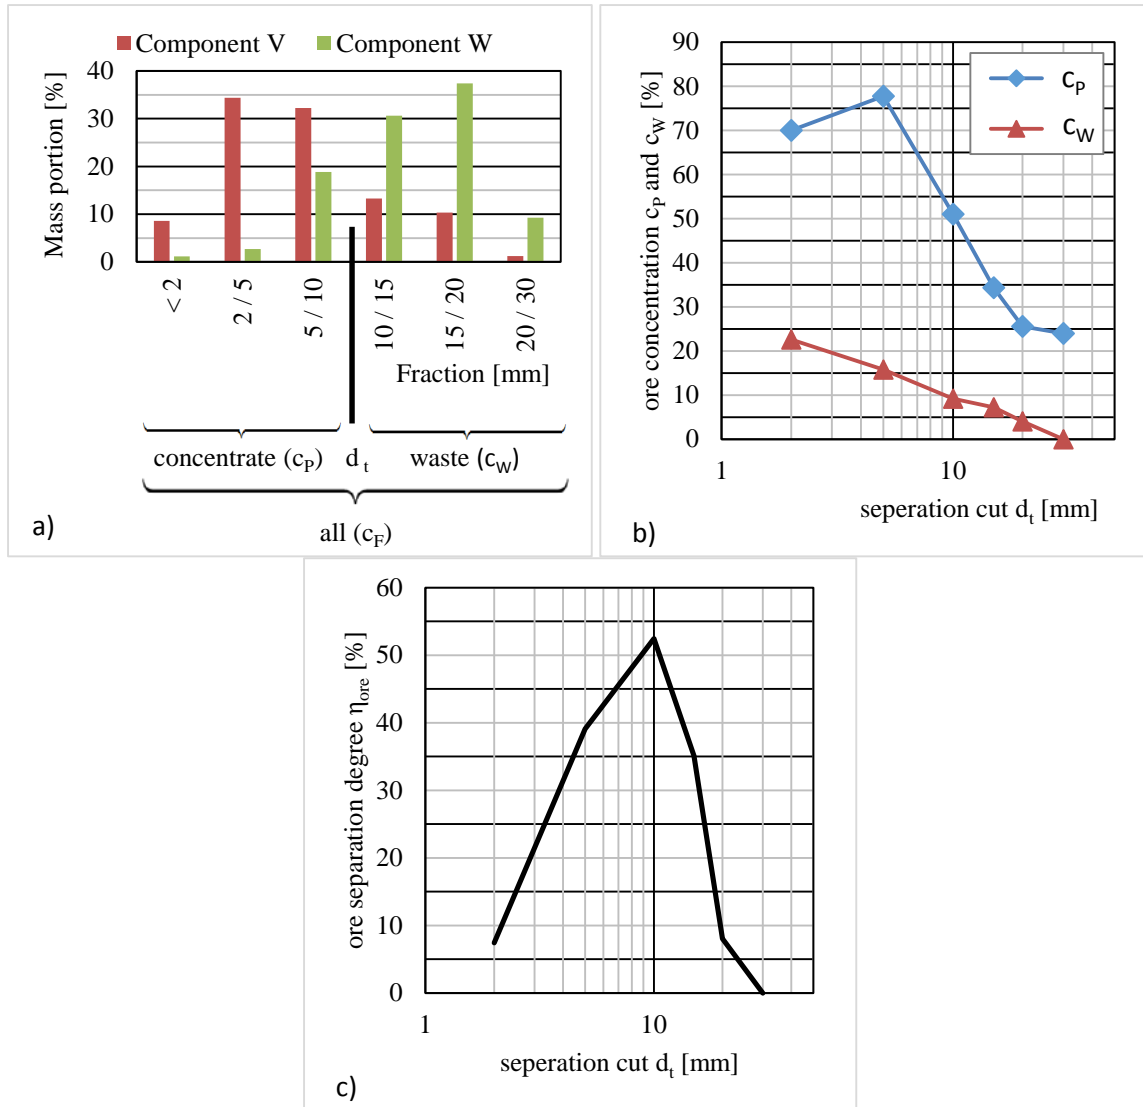 Component V
Component W
Mass portion [%]
40
30
20
10
0
< 2
2 / 5
5 / 10
10 / 15
15 / 20
20 / 30
Fraction [mm]
concentrate (cP)
d t
waste (cW)
all (cF)
a)
ore concentration cP and cW [%]
90
80
70
60
50
40
30
20
10
0
cP
cW
1
10
seperation cut dt [mm]
b)
ore separation degree ηore [%]
60
50
40
30
20
10
0
1
10
seperation cut dt [mm]
c)